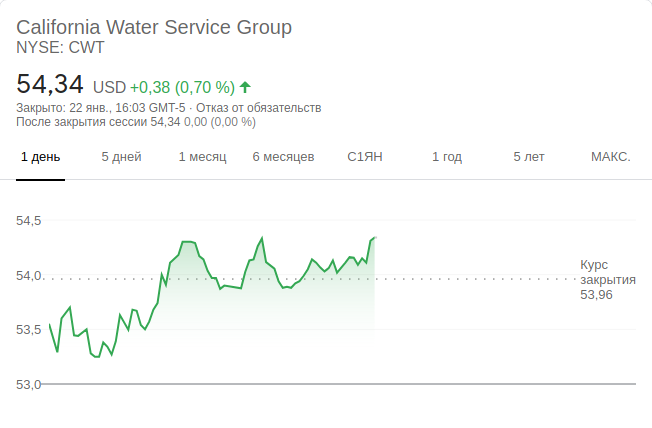 California Water Service Group
NYSE: CWT
54,34 USD +0,38 (0,70 %)
Закрыто: 22 янв., 16:03 GMT-5 · Отказ от обязательств
После закрытия сессии 54,34 0,00 (0,00 %)
1 день 5 дней 1 месяц 6 месяцев С1ЯН 1 год 5 лет МАКС.
54,5
54,0
53,5
53,0
Курс
закрытия
53,96